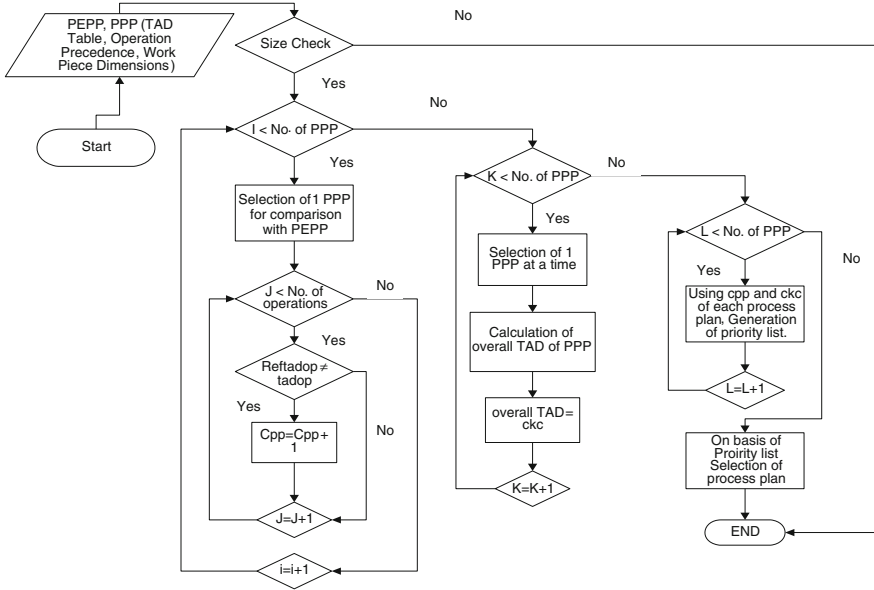 PEPP, PPP (TAD
Table, Operation
Precedence, Work
Piece Dimensions)
Start
Size Check
No
Yes
I < No. of PPP
No
Yes
Selection of 1 PPP
for comparison
with PEPP
J < No. of
operations
No
Yes
Reftadop ≠
tadop
Yes
No
Cpp=Cpp+
1
J=J+1
i=i+1
K < No. of PPP
No
Yes
Selection of 1
PPP at a time
Calculation of
overall TAD of PPP
overall TAD=
ckc
K=K+1
L < No. of PPP
No
Yes
Using cpp and ckc
of each process
plan, Generation
of priority list.
L=L+1
On basis of
Proirity list
Selection of
process plan
END